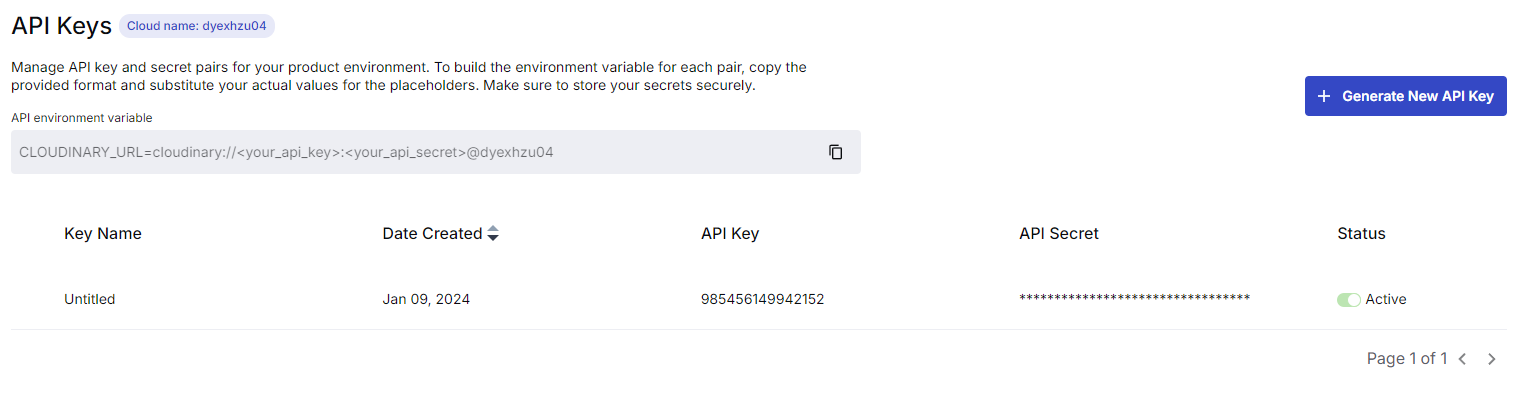 API Keys Cloud name: dyexhzu04
Manage API key and secret pairs for your product environment. To build the environment variable for each pair, copy the
provided format and substitute your actual values for the placeholders. Make sure to store your secrets securely.
+ Generate New API Key
API environment variable
CLOUDINARY_URL=cloudinary://<your_api_key>:<your_api_secret>@dyexhzu04
Key Name Date Created API Key API Secret Status
Untitled Jan 09, 2024 985456149942152 ********************************* Active
Page 1 of 1